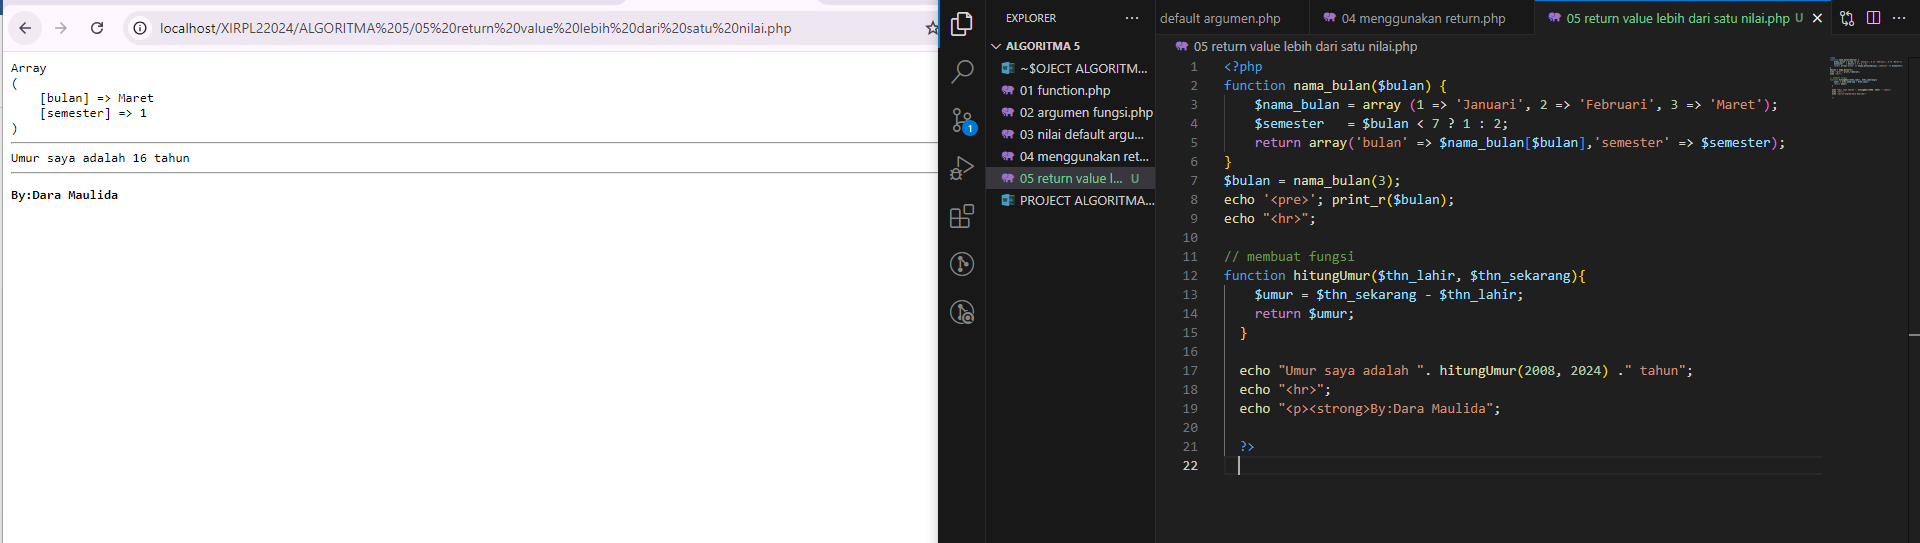 localhost/XIRPL22024/ALGORITMA%205/05%20return%20value%20lebih%20dari%20satu%20nilai.php
Array
(
    [bulan] => Maret
    [semester] => 1
)
Umur saya adalah 16 tahun
By:Dara Maulida
EXPLORER
ALGORITMA 5
~$OJECT ALGORITM...
01 function.php
02 argumen fungsi.php
03 nilai default argu...
04 menggunakan ret...
05 return value l... U
PROJECT ALGORITMA...
1
default argumen.php
04 menggunakan return.php
05 return value lebih dari satu nilai.php U
05 return value lebih dari satu nilai.php
1 <?php
2 function nama_bulan($bulan) {
3     $nama_bulan = array (1 => 'Januari', 2 => 'Februari', 3 => 'Maret');
4     $semester   = $bulan < 7 ? 1 : 2;
5     return array('bulan' => $nama_bulan[$bulan],'semester' => $semester);
6 }
7 $bulan = nama_bulan(3);
8 echo '<pre>'; print_r($bulan);
9 echo "<hr>";
10
11 // membuat fungsi
12 function hitungUmur($thn_lahir, $thn_sekarang){
13     $umur = $thn_sekarang - $thn_lahir;
14     return $umur;
15   }
16
17   echo "Umur saya adalah ". hitungUmur(2008, 2024) ." tahun";
18   echo "<hr>";
19   echo "<p><strong>By:Dara Maulida";
20
21   ?>
22